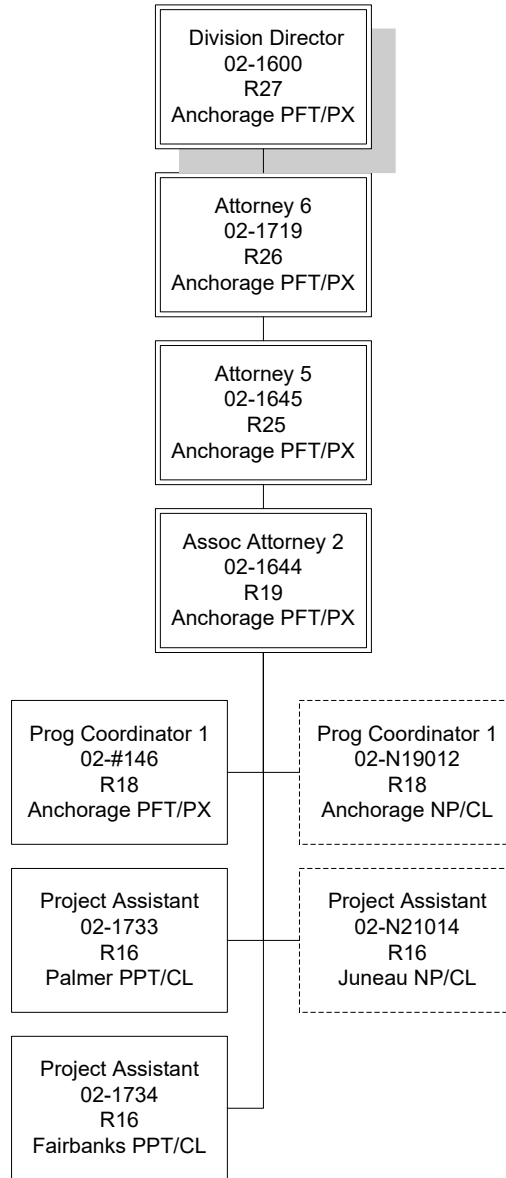 Division Director
02-1600
R27
Anchorage PFT/PX
Attorney 6
02-1719
R26
Anchorage PFT/PX
Attorney 5
02-1645
R25
Anchorage PFT/PX
Assoc Attorney 2
02-1644
R19
Anchorage PFT/PX
Prog Coordinator 1
02-#146
R18
Anchorage PFT/PX
Prog Coordinator 1
02-N19012
R18
Anchorage NP/CL
Project Assistant
02-1733
R16
Palmer PPT/CL
Project Assistant
02-N21014
R16
Juneau NP/CL
Project Assistant
02-1734
R16
Fairbanks PPT/CL